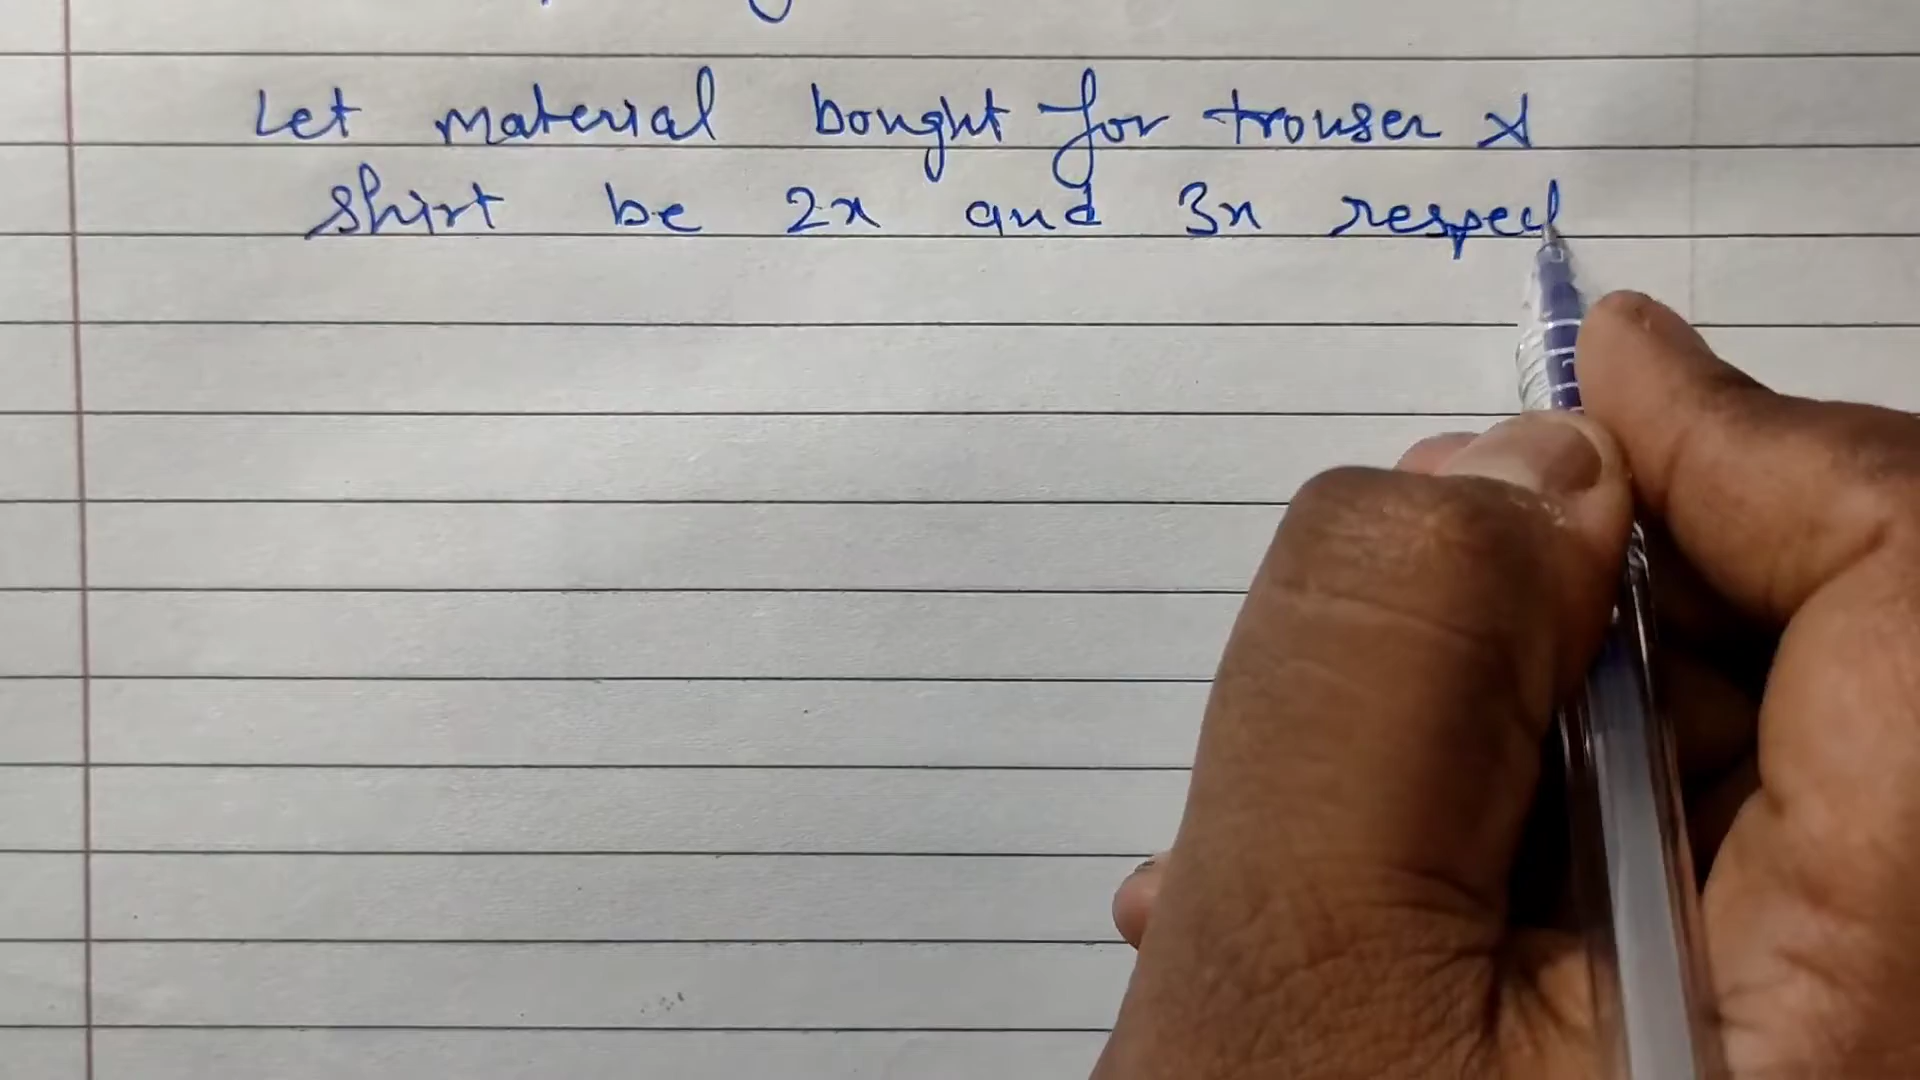 Let material bought for trouser &
shirt be 2x and 3x respect